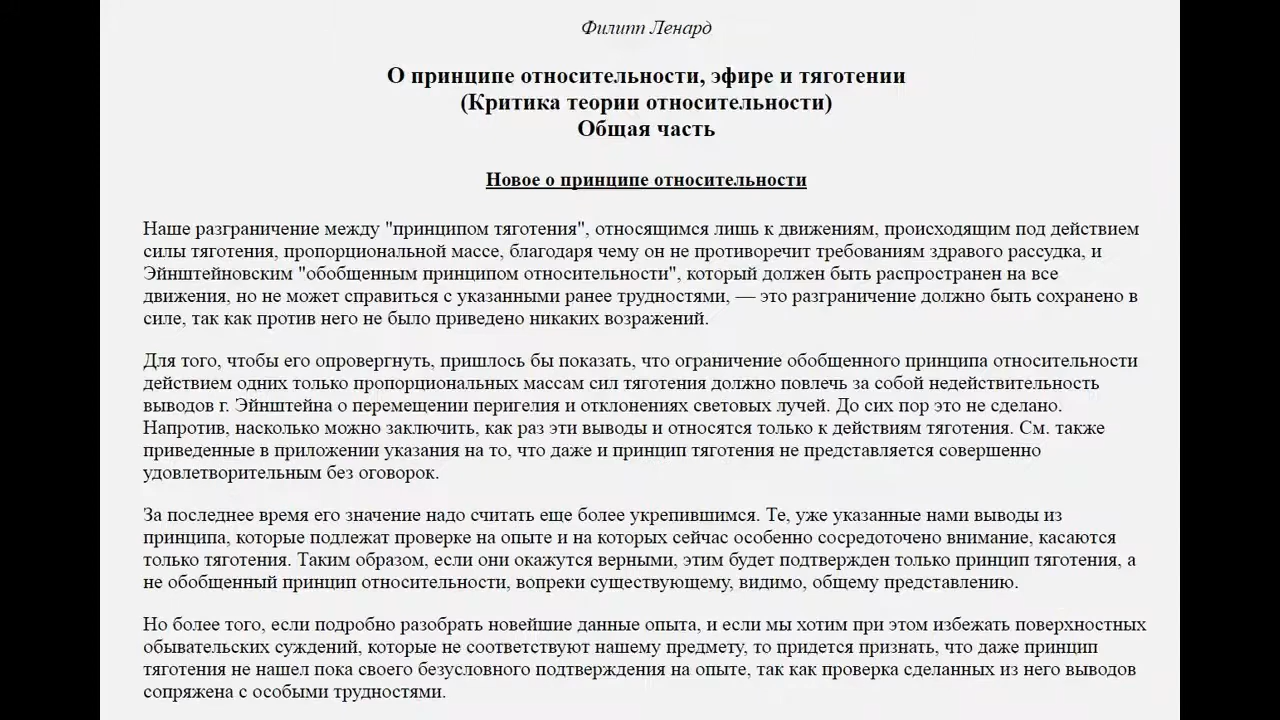 Филипп Ленард
О принципе относительности, эфире и тяготении
(Критика теории относительности)
Общая часть
Новое о принципе относительности
Наше разграничение между "принципом тяготения", относящимся лишь к движениям, происходящим под действием
силы тяготения, пропорциональной массе, благодаря чему он не противоречит требованиям здравого рассудка, и
Эйнштейновским "обобщенным принципом относительности", который должен быть распространен на все
движения, но не может справиться с указанными ранее трудностями, — это разграничение должно быть сохранено в
силе, так как против него не было приведено никаких возражений.
Для того, чтобы его опровергнуть, пришлось бы показать, что ограничение обобщенного принципа относительности
действием одних только пропорциональных массам сил тяготения должно повлечь за собой недействительность
выводов г. Эйнштейна о перемещении перигелия и отклонениях световых лучей. До сих пор это не сделано.
Напротив, насколько можно заключить, как раз эти выводы и относятся только к действиям тяготения. См. также
приведенные в приложении указания на то, что даже и принцип тяготения не представляется совершенно
удовлетворительным без оговорок.
За последнее время его значение надо считать еще более укрепившимся. Те, уже указанные нами выводы из
принципа, которые подлежат проверке на опыте и на которых сейчас особенно сосредоточено внимание, касаются
только тяготения. Таким образом, если они окажутся верными, этим будет подтвержден только принцип тяготения, а
не обобщенный принцип относительности, вопреки существующему, видимо, общему представлению.
Но более того, если подробно разобрать новейшие данные опыта, и если мы хотим при этом избежать поверхностных
обывательских суждений, которые не соответствуют нашему предмету, то придется признать, что даже принцип
тяготения не нашел пока своего безусловного подтверждения на опыте, так как проверка сделанных из него выводов
сопряжена с особыми трудностями.